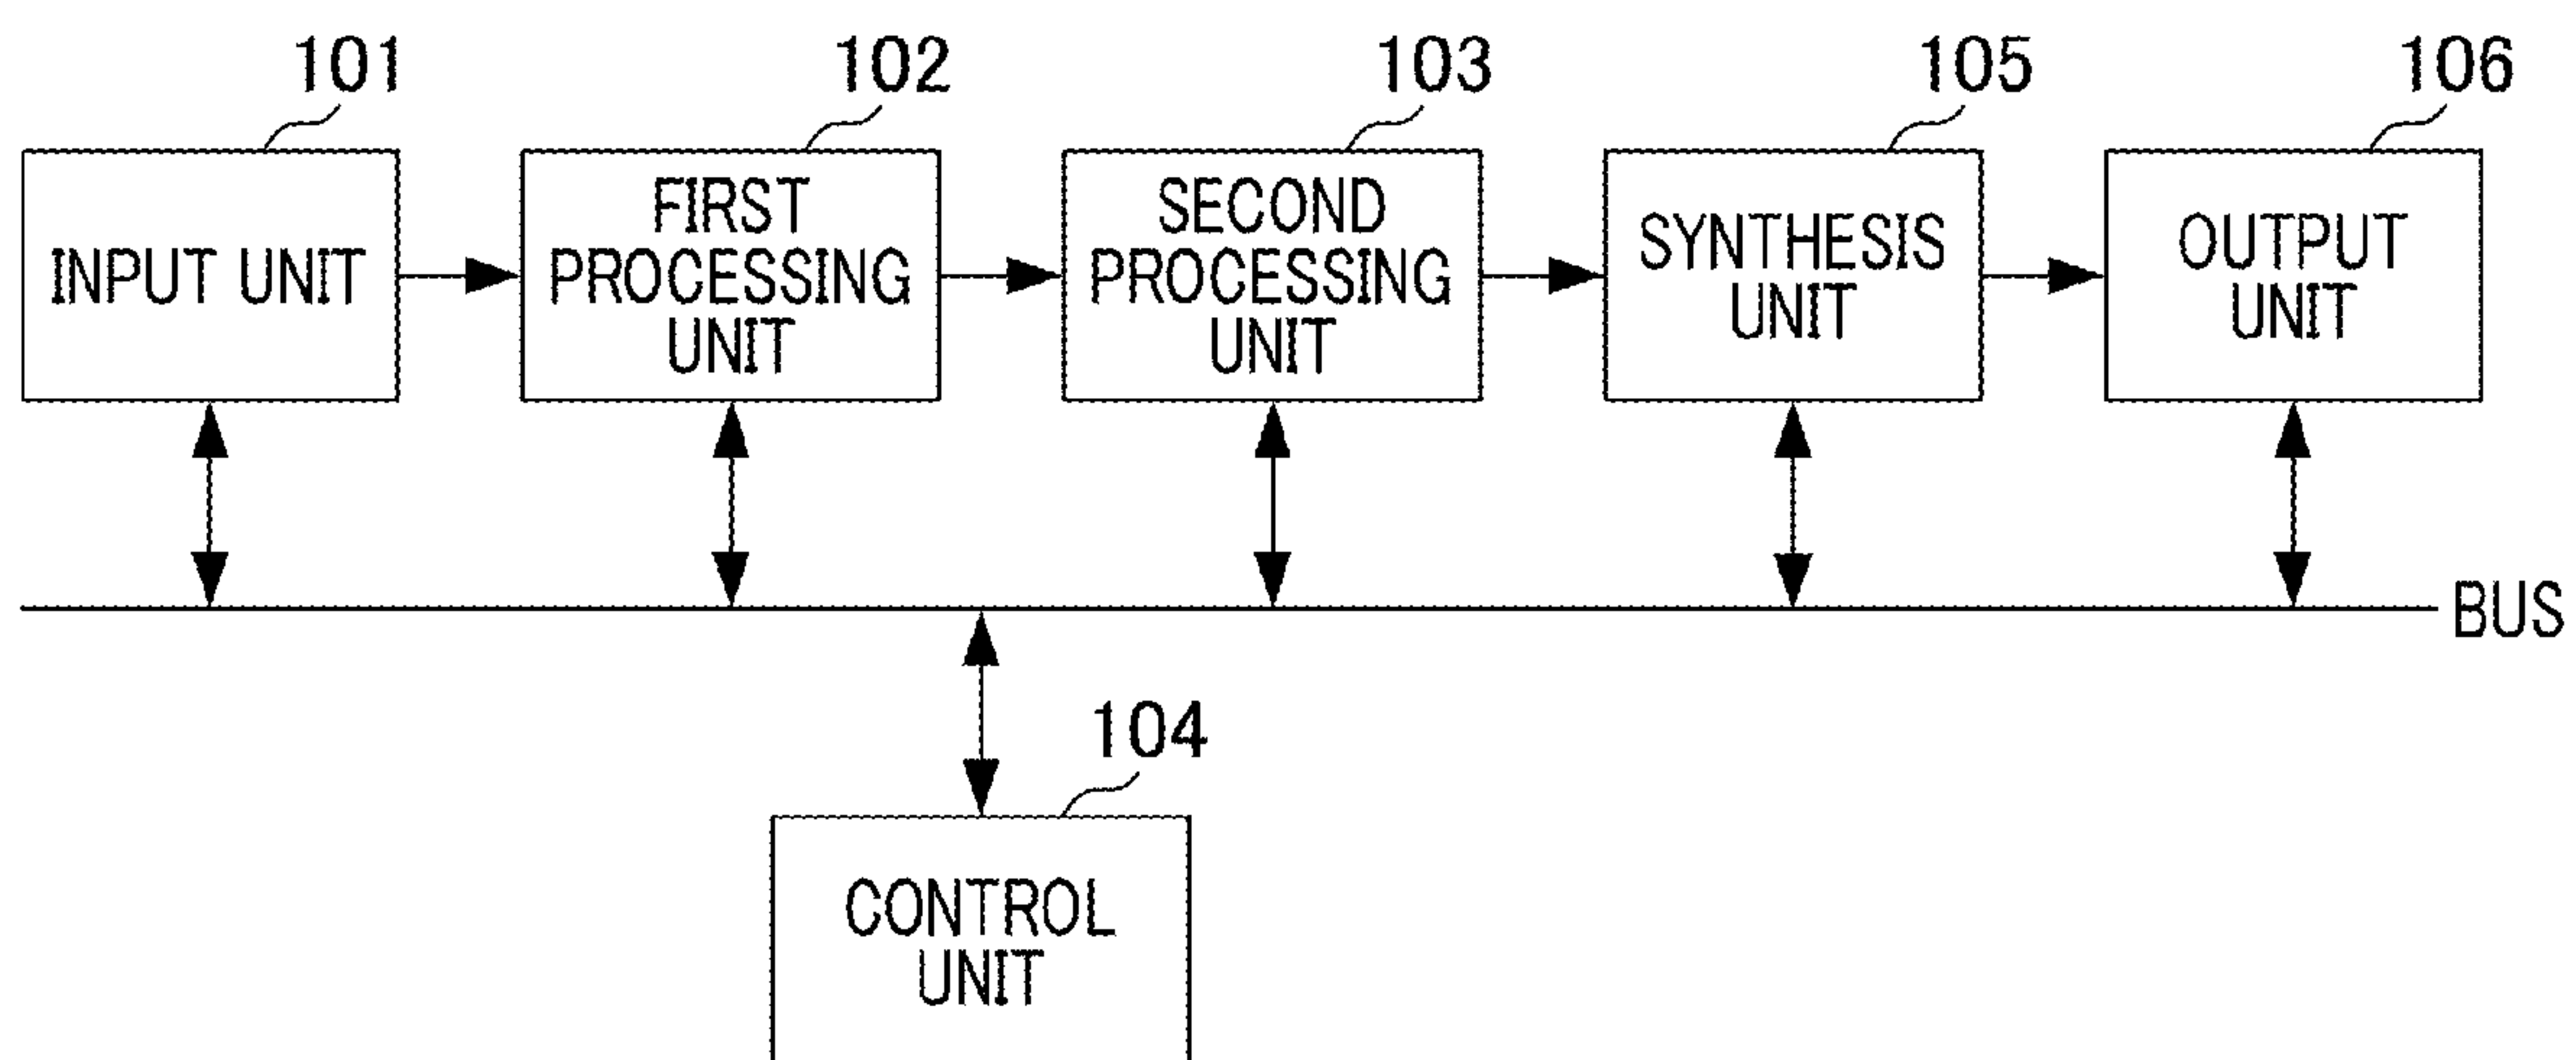 101
102
103
105
106
INPUT UNIT
FIRST
PROCESSING
UNIT
SECOND
PROCESSING
UNIT
SYNTHESIS
UNIT
OUTPUT
UNIT
BUS
104
CONTROL
UNIT